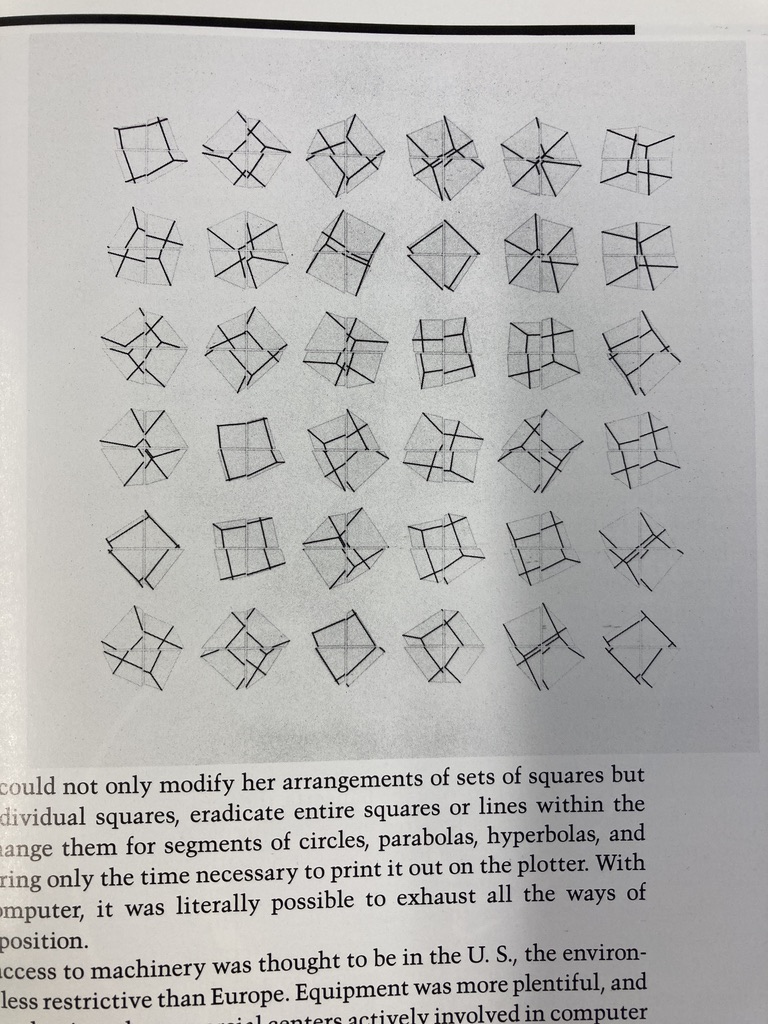 could not only modify her arrangements of sets of squares but
dividual squares, eradicate entire squares or lines within the
ange them for segments of circles, parabolas, hyperbolas, and
ring only the time necessary to print it out on the plotter. With
omputer, it was literally possible to exhaust all the ways of
position.
ccess to machinery was thought to be in the U. S., the environ-
less restrictive than Europe. Equipment was more plentiful, and
centers actively involved in computer